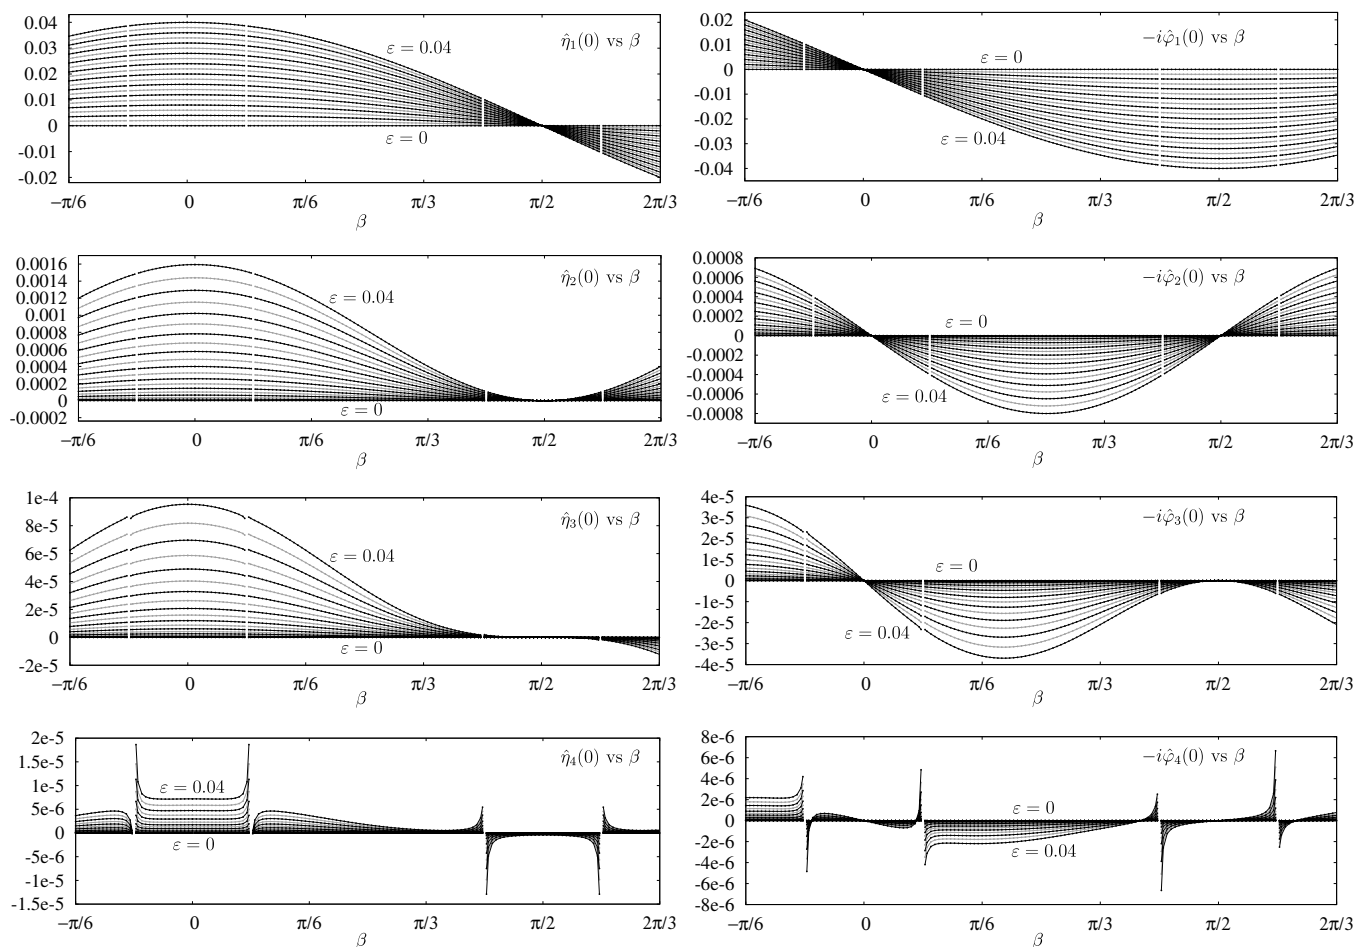 η̂₁(0) vs β
0.04
0.03
0.02
0.01
0
-0.01
-0.02
ε = 0.04
ε = 0
−π/6 0 π/6 π/3 π/2 2π/3
β
−iφ̂₁(0) vs β
0.02
0.01
0
-0.01
-0.02
-0.03
-0.04
ε = 0
ε = 0.04
−π/6 0 π/6 π/3 π/2 2π/3
β
η̂₂(0) vs β
0.0016
0.0014
0.0012
0.001
0.0008
0.0006
0.0004
0.0002
0
-0.0002
ε = 0.04
ε = 0
−π/6 0 π/6 π/3 π/2 2π/3
β
−iφ̂₂(0) vs β
0.0008
0.0006
0.0004
0.0002
0
-0.0002
-0.0004
-0.0006
-0.0008
ε = 0
ε = 0.04
−π/6 0 π/6 π/3 π/2 2π/3
β
η̂₃(0) vs β
1e-4
8e-5
6e-5
4e-5
2e-5
0
-2e-5
ε = 0.04
ε = 0
−π/6 0 π/6 π/3 π/2 2π/3
β
−iφ̂₃(0) vs β
4e-5
3e-5
2e-5
1e-5
0
-1e-5
-2e-5
-3e-5
-4e-5
ε = 0
ε = 0.04
−π/6 0 π/6 π/3 π/2 2π/3
β
η̂₄(0) vs β
2e-5
1.5e-5
1e-5
5e-6
0
-5e-6
-1e-5
-1.5e-5
ε = 0.04
ε = 0
−π/6 0 π/6 π/3 π/2 2π/3
β
−iφ̂₄(0) vs β
8e-6
6e-6
4e-6
2e-6
0
-2e-6
-4e-6
-6e-6
-8e-6
ε = 0
ε = 0.04
−π/6 0 π/6 π/3 π/2 2π/3
β